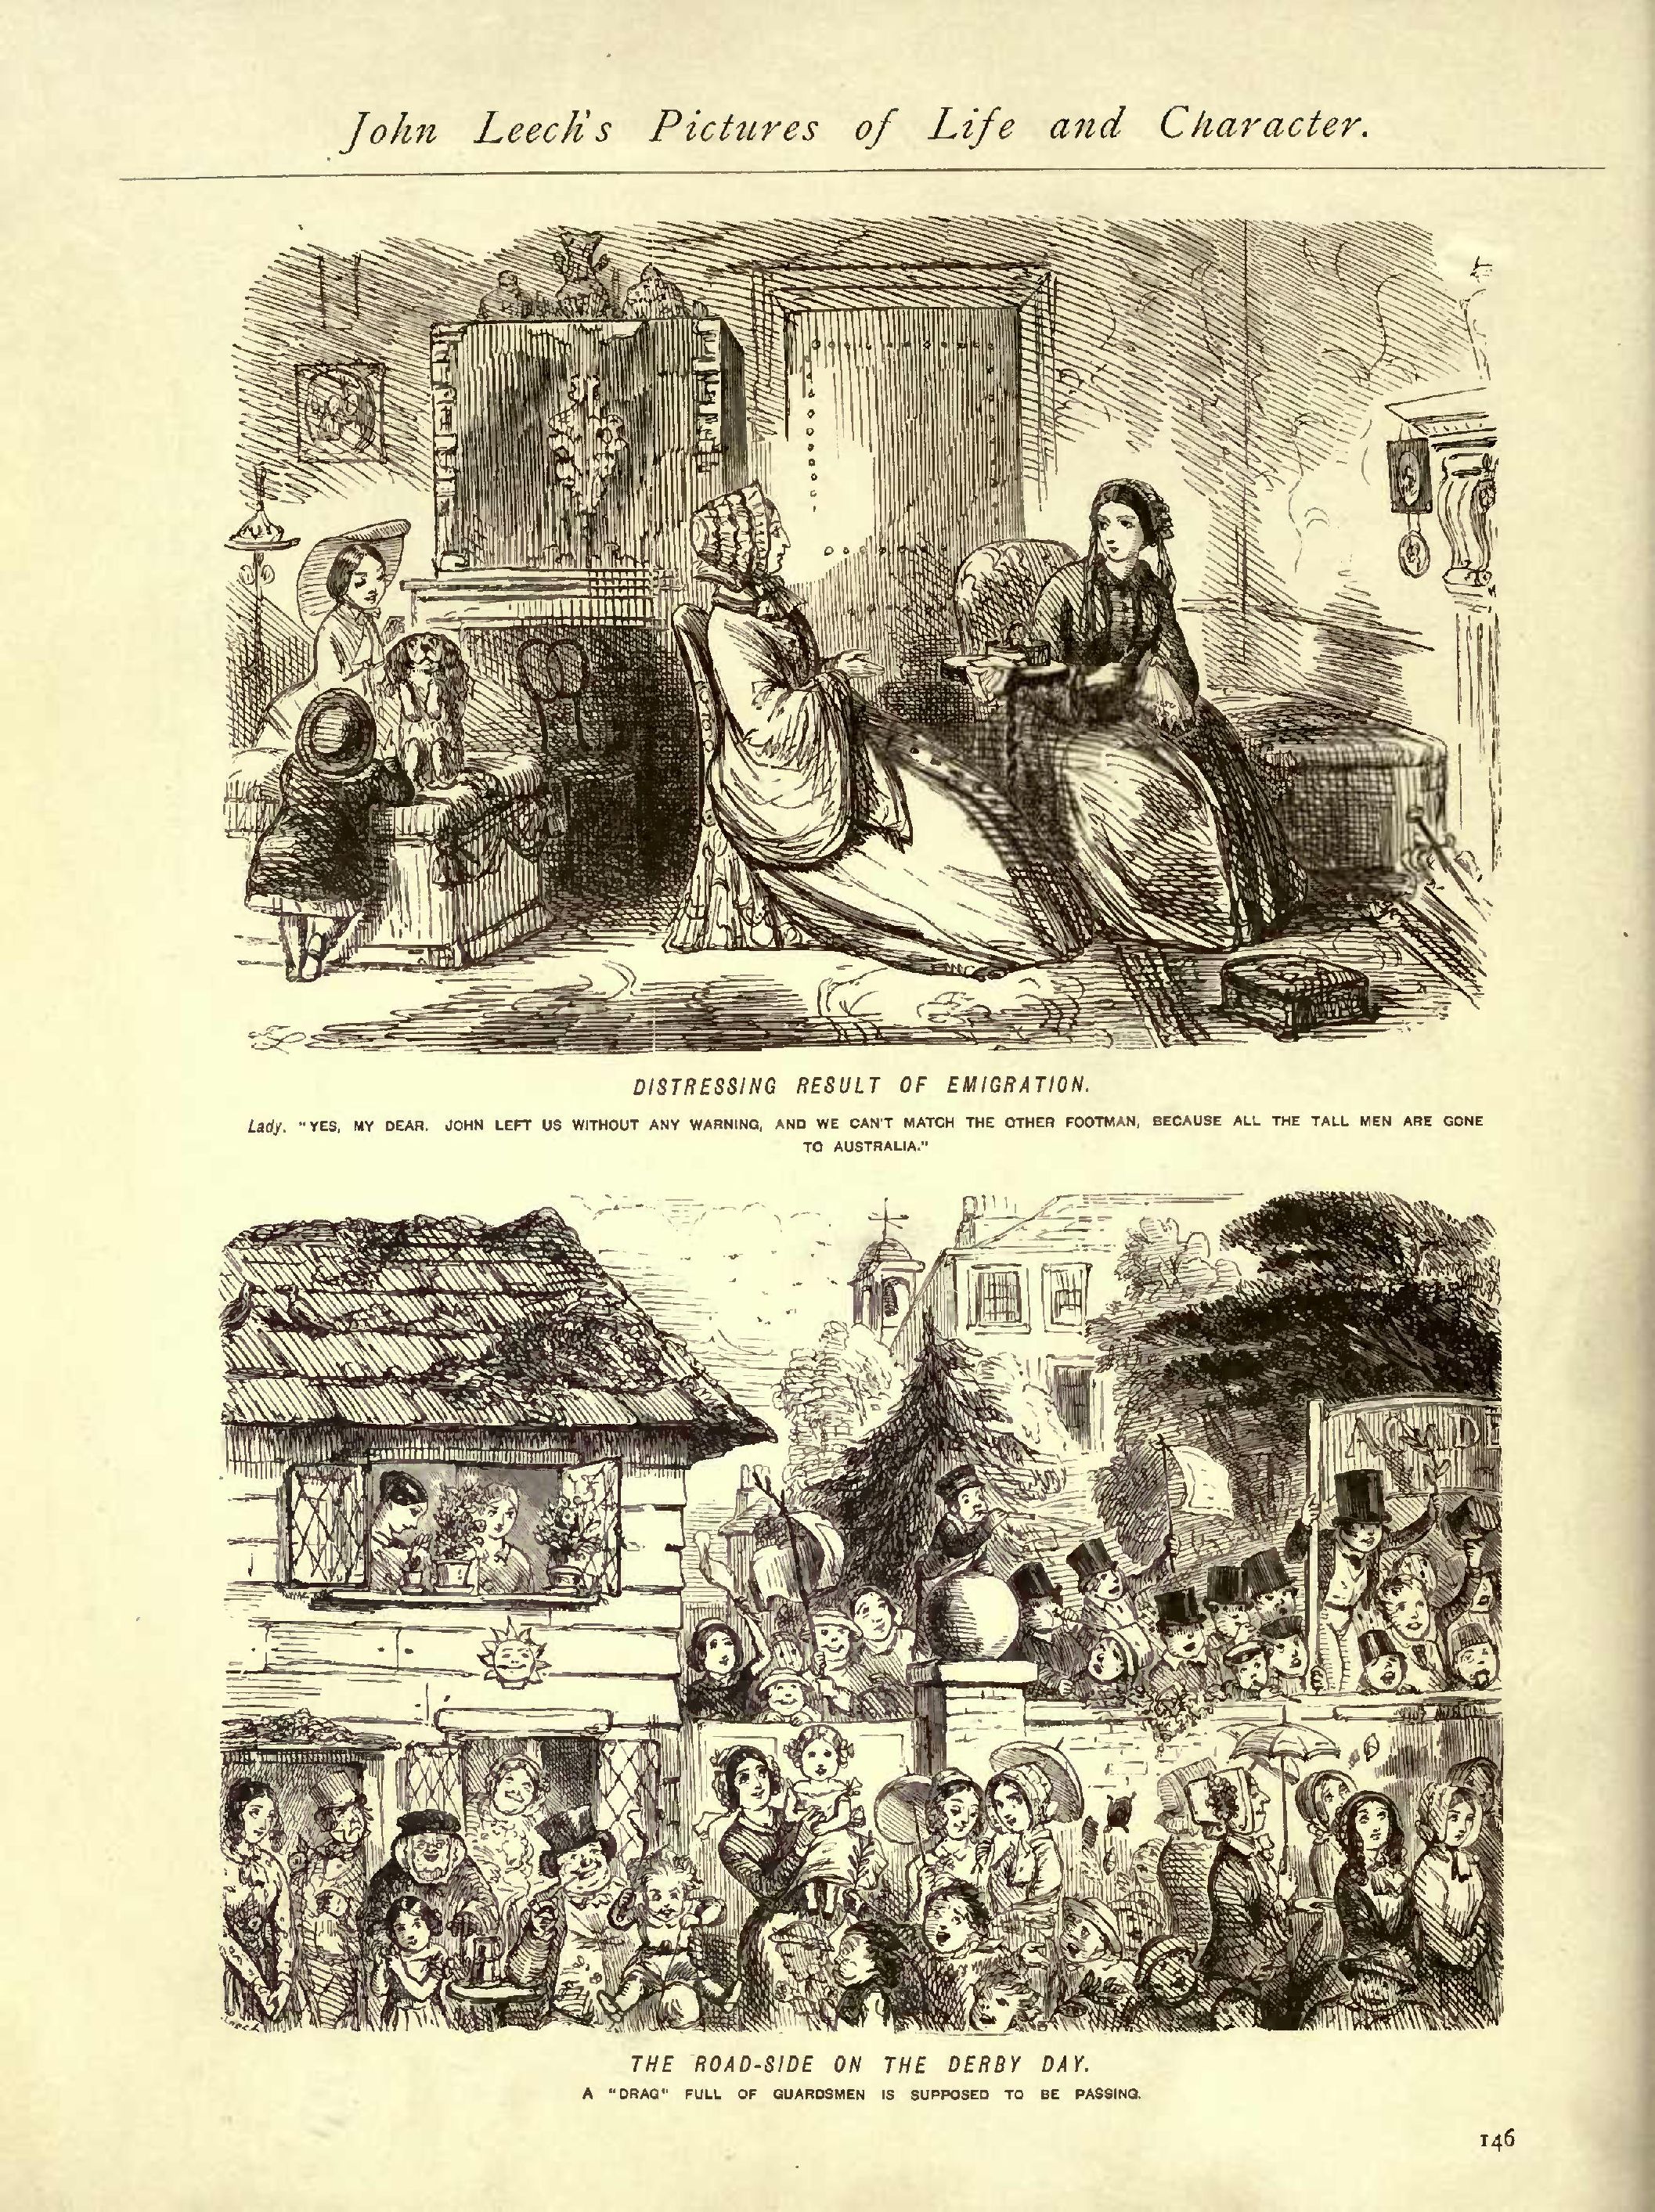 John Leech's Pictures of Life and Character.
DISTRESSING RESULT OF EMIGRATION.
Lady. "YES, MY DEAR. JOHN LEFT US WITHOUT ANY WARNING, AND WE CAN'T MATCH THE OTHER FOOTMAN, BECAUSE ALL THE TALL MEN ARE GONE
TO AUSTRALIA."
ACADE
THE ROAD-SIDE ON THE DERBY DAY.
A "DRAG" FULL OF GUARDSMEN IS SUPPOSED TO BE PASSING.
146